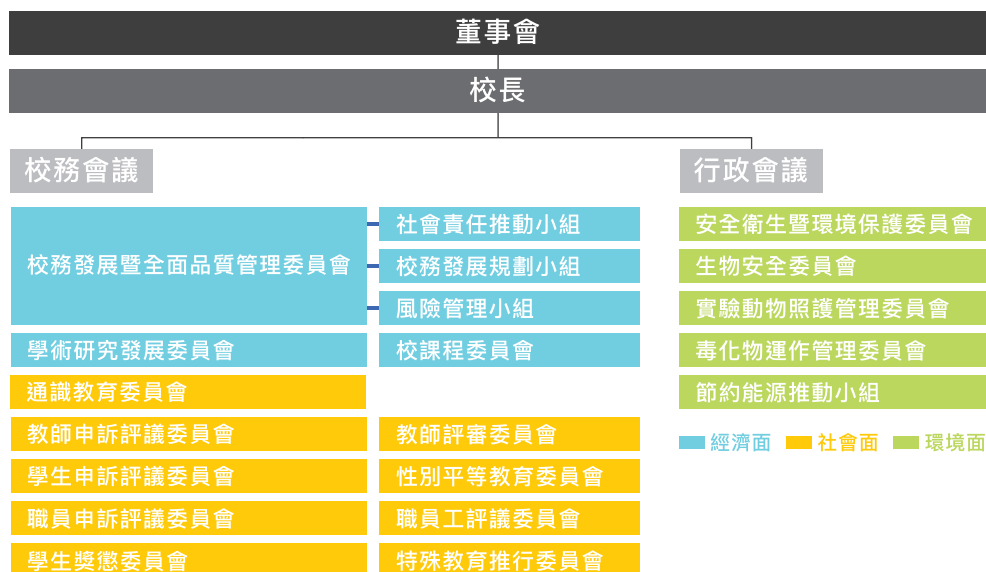 董事會
校長
校務會議
行政會議
校務發展暨全面品質管理委員會
社會責任推動小組
校務發展規劃小組
風險管理小組
學術研究發展委員會
校課程委員會
通識教育委員會
教師申訴評議委員會
教師評審委員會
學生申訴評議委員會
性別平等教育委員會
職員申訴評議委員會
職員工評議委員會
學生獎懲委員會
特殊教育推行委員會
安全衛生暨環境保護委員會
生物安全委員會
實驗動物照護管理委員會
毒化物運作管理委員會
節約能源推動小組
經濟面 社會面 環境面